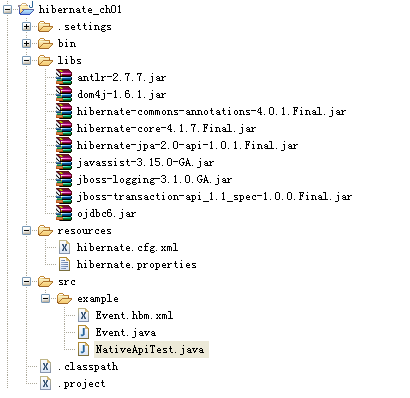 hibernate_ch01
.settings
bin
libs
antlr-2.7.7.jar
dom4j-1.6.1.jar
hibernate-commons-annotations-4.0.1.Final.jar
hibernate-core-4.1.7.Final.jar
hibernate-jpa-2.0-api-1.0.1.Final.jar
javassist-3.15.0-GA.jar
jboss-logging-3.1.0.GA.jar
jboss-transaction-api_1.1_spec-1.0.0.Final.jar
ojdbc6.jar
resources
hibernate.cfg.xml
hibernate.properties
src
example
Event.hbm.xml
Event.java
NativeApiTest.java
.classpath
.project